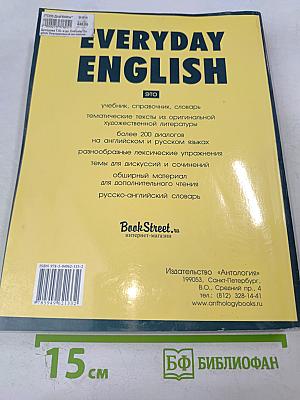 EVERYDAY
ENGLISH
это
учебник, справочник, словарь
тематические тексты из оригинальной
художественной литературы
более 200 диалогов
на английском и русском языках
разнообразные лексические упражнения
темы для дискуссий и сочинений
обширный материал
для дополнительного чтения
русско-английский словарь
BookStreet.ru
интернет-магазин
Издательство «Антология»
199053, Санкт-Петербург,
В.О., Средний пр., 4
тел.: (812) 328-14-41
www.anthologybooks.ru
15 см
БФ БИБЛИОФАН